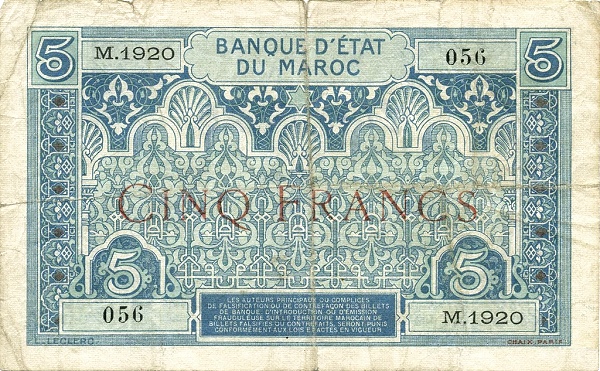 5 M.1920 BANQUE D'ÉTAT 056 5
DU MAROC
CINQ FRANCS
5 5
056 M.1920
LES AUTEURS PRINCIPAUX OU COMPLICES
DE FALSIFICATION OU DE CONTREFAÇON DES BILLETS
DE BANQUE, D'INTRODUCTION OU D'ÉMISSION
FRAUDULEUSE SUR LE TERRITOIRE MAROCAIN DE
BILLETS FALSIFIÉS OU CONTREFAITS, SERONT PUNIS
CONFORMÉMENT AUX LOIS ET ACTES EN VIGUEUR.
L. LECLERC CHAIX. PARIS